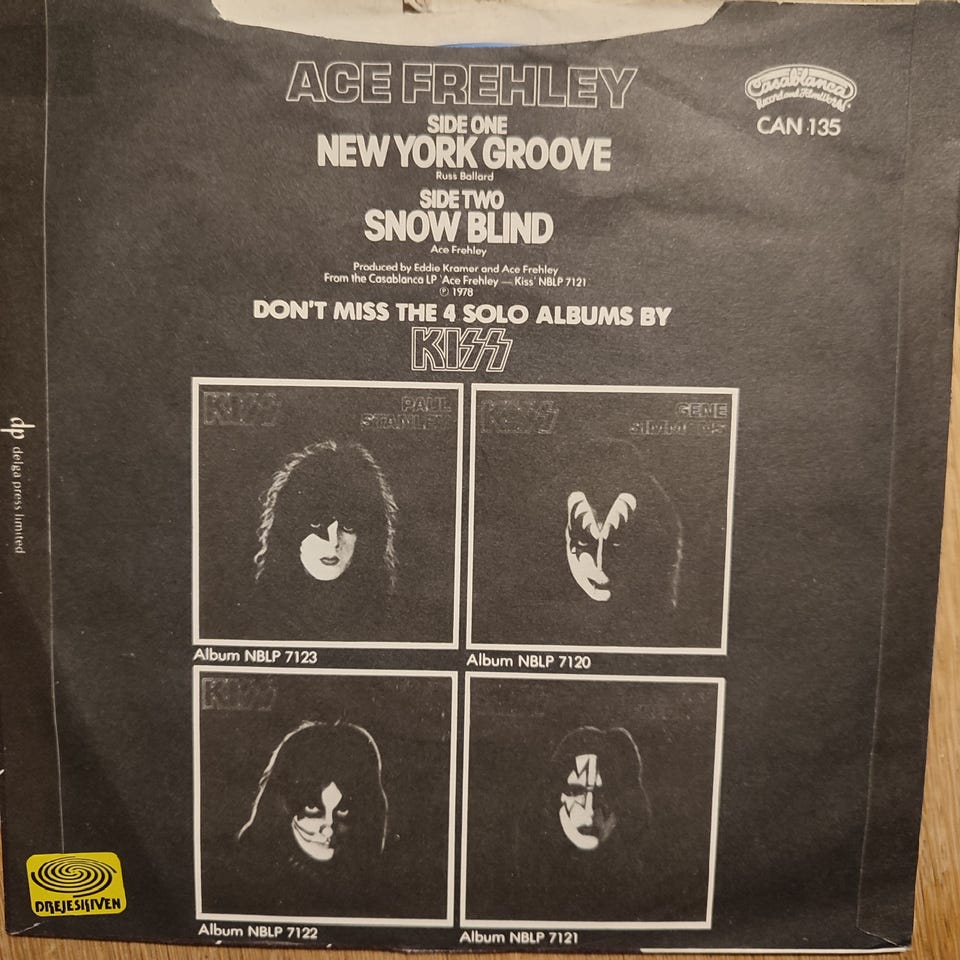 ACE FREHLEY
Casablanca
Record and FilmWorks
CAN 135
SIDE ONE
NEW YORK GROOVE
Russ Ballard
SIDE TWO
SNOW BLIND
Ace Frehley
Produced by Eddie Kramer and Ace Frehley
From the Casablanca LP 'Ace Frehley — Kiss' NBLP 7121
℗ 1978
DON'T MISS THE 4 SOLO ALBUMS BY
KISS
KISS
PAUL
STANLEY
KISS
GENE
SIMMONS
Album NBLP 7123
Album NBLP 7120
KISS
Album NBLP 7122
Album NBLP 7121
dp delga press limited
DREJESKIVEN